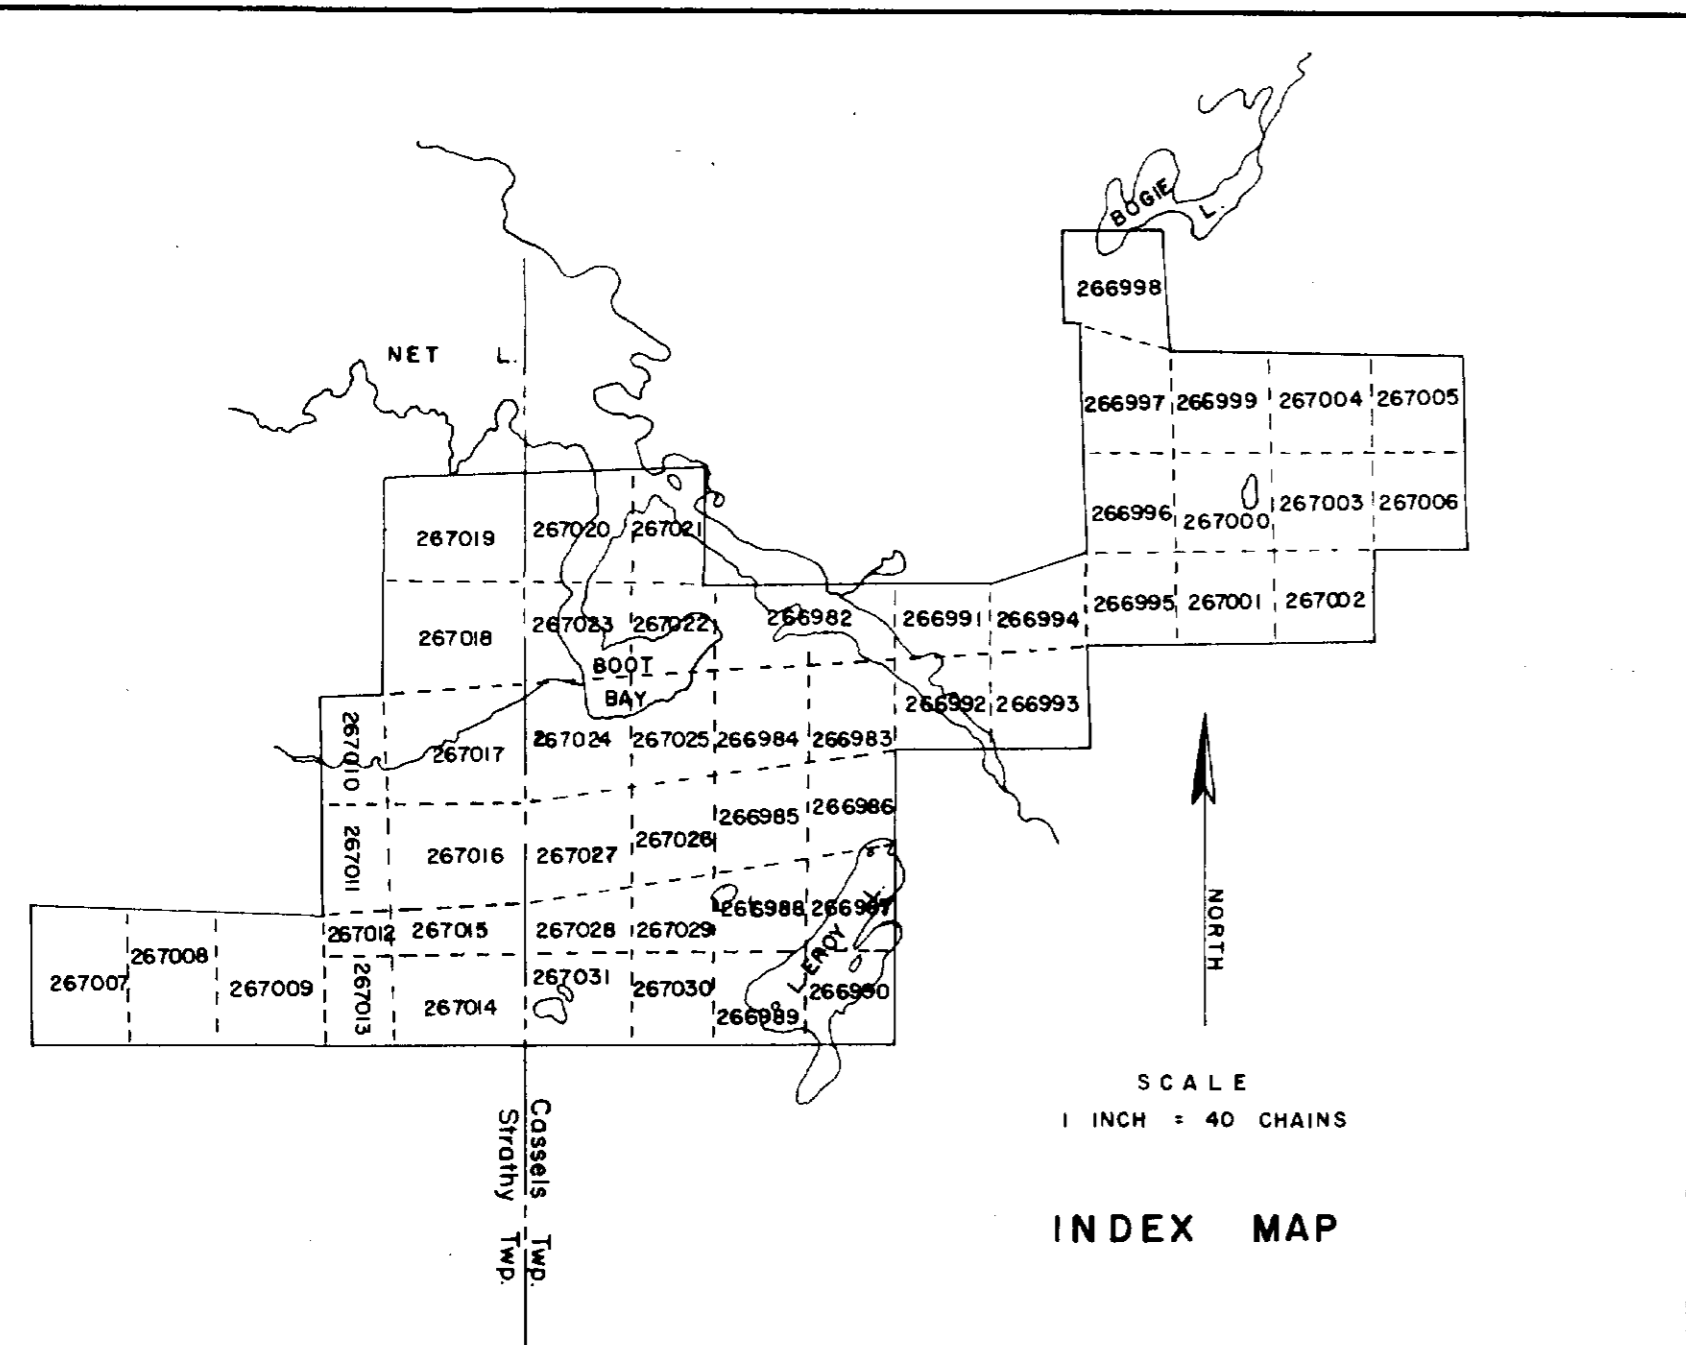 BOGIE L.
266998
NET L.
266997 266999 267004 267005
266996 267000 267003 267006
267019 267020 267021
266995 267001 267002
267018 267023 267022 266982 266991 266994
BOOT
BAY
267010 267017 267024 267025 266984 266983 266992 266993
267011 267016 267027 267026 266985 266986
267012 267015 267028 267029 266988 266987
267007 267008 267009 267013 267014 267031 267030 266989 266990
LEROY L.
NORTH
SCALE
1 INCH = 40 CHAINS
Cassels Twp.
Strathy Twp.
INDEX MAP